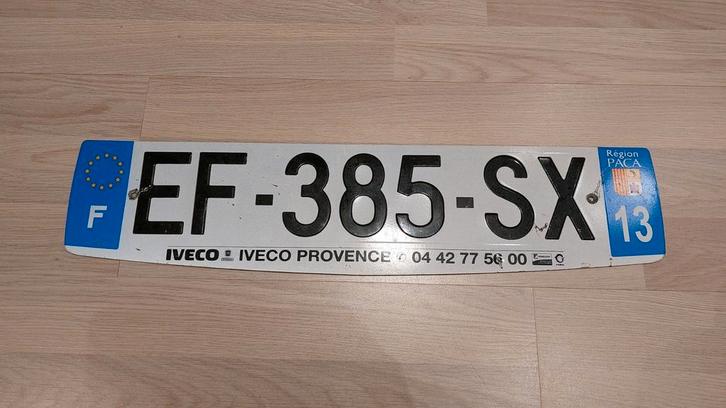 F EF-385-SX Région PACA 13
IVECO IVECO PROVENCE 04 42 77 56 00